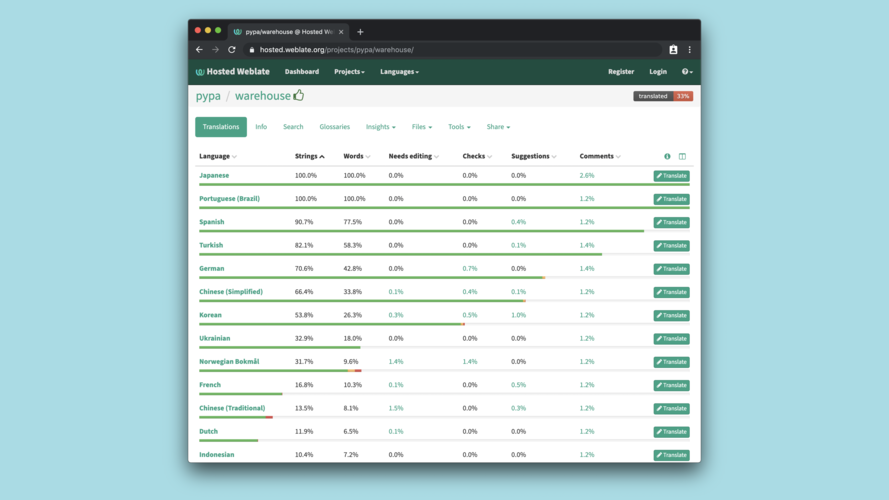 pypa/warehouse @ Hosted We
hosted.weblate.org/projects/pypa/warehouse/
Hosted Weblate Dashboard Projects Languages Register Login
pypa / warehouse translated 33%
Translations Info Search Glossaries Insights Files Tools Share
Language Strings Words Needs editing Checks Suggestions Comments
Japanese 100.0% 100.0% 0.0% 0.0% 0.0% 2.6% Translate
Portuguese (Brazil) 100.0% 100.0% 0.0% 0.0% 0.0% 1.2% Translate
Spanish 90.7% 77.5% 0.0% 0.0% 0.4% 1.2% Translate
Turkish 82.1% 58.3% 0.0% 0.0% 0.1% 1.4% Translate
German 70.6% 42.8% 0.0% 0.7% 0.0% 1.4% Translate
Chinese (Simplified) 66.4% 33.8% 0.1% 0.4% 0.1% 1.2% Translate
Korean 53.8% 26.3% 0.3% 0.5% 1.0% 1.2% Translate
Ukrainian 32.9% 18.0% 0.0% 0.0% 0.0% 1.2% Translate
Norwegian Bokmål 31.7% 9.6% 1.4% 1.4% 0.0% 1.2% Translate
French 16.8% 10.3% 0.1% 0.0% 0.5% 1.2% Translate
Chinese (Traditional) 13.5% 8.1% 1.5% 0.0% 0.3% 1.2% Translate
Dutch 11.9% 6.5% 0.1% 0.0% 0.0% 1.2% Translate
Indonesian 10.4% 7.2% 0.0% 0.0% 0.0% 1.2% Translate